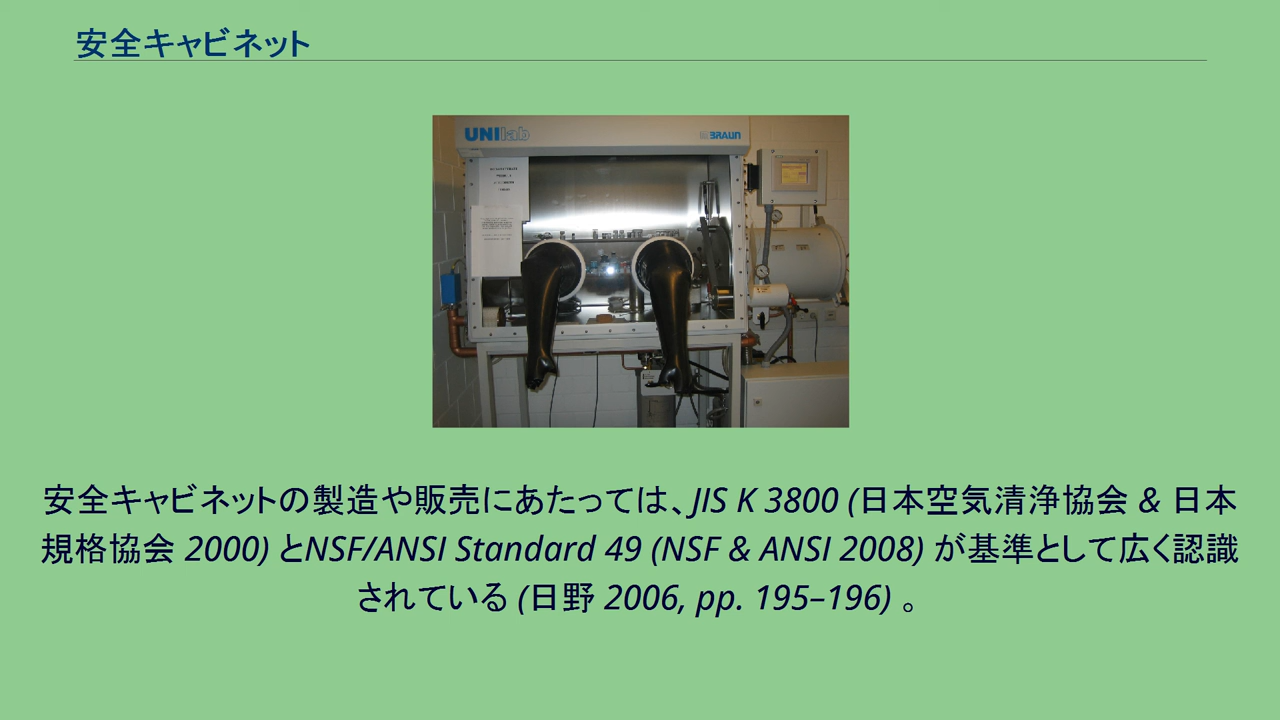 安全キャビネット
UNIlab
BRAUN
安全キャビネットの製造や販売にあたっては、JIS K 3800 (日本空気清浄協会 & 日本
規格協会 2000) とNSF/ANSI Standard 49 (NSF & ANSI 2008) が基準として広く認識
されている (日野 2006, pp. 195–196) 。